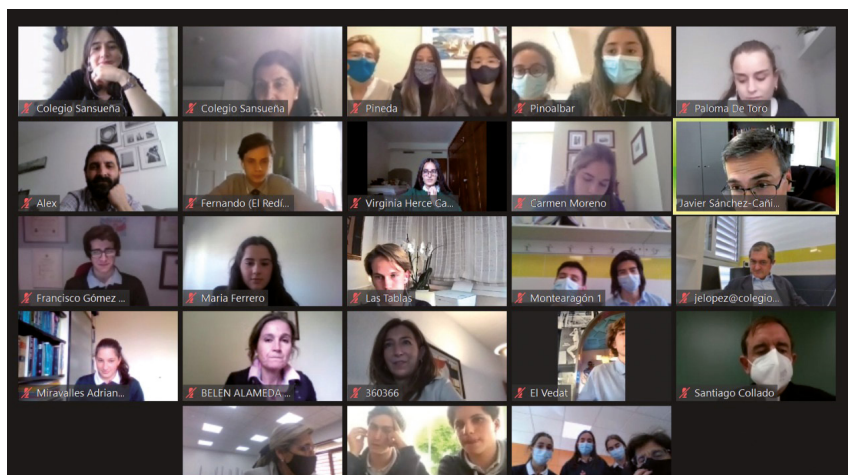 Colegio Sansueña
Colegio Sansueña
Pineda
Pinoalbar
Paloma De Toro
Alex
Fernando (El Redí...
Virginia Herce Ca...
Carmen Moreno
Javier Sánchez-Cañi...
Francisco Gómez ...
Maria Ferrero
Las Tablas
Montearagón 1
jelopez@colegio...
Miravalles Adrian...
BELEN ALAMEDA ...
360366
El Vedat
Santiago Collado